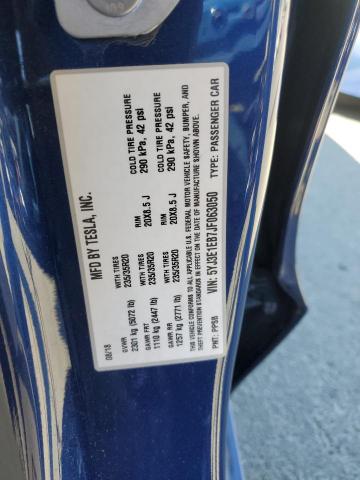 MFD BY TESLA, INC.
08/18
GVWR
2301 kg (5072 lb)
GAWR FRT WITH TIRES RIM COLD TIRE PRESSURE
1110 kg (2447 lb) 235/35R20 20X8.5 J 290 kPa, 42 psi
GAWR RR WITH TIRES RIM COLD TIRE PRESSURE
1257 kg (2771 lb) 235/35R20 20X8.5 J 290 kPa, 42 psi
THIS VEHICLE CONFORMS TO ALL APPLICABLE U.S. FEDERAL MOTOR VEHICLE SAFETY, BUMPER, AND
THEFT PREVENTION STANDARDS IN EFFECT ON THE DATE OF MANUFACTURE SHOWN ABOVE.
VIN: 5YJ3E1EB7JF063050 TYPE: PASSENGER CAR
PNT: PPSB